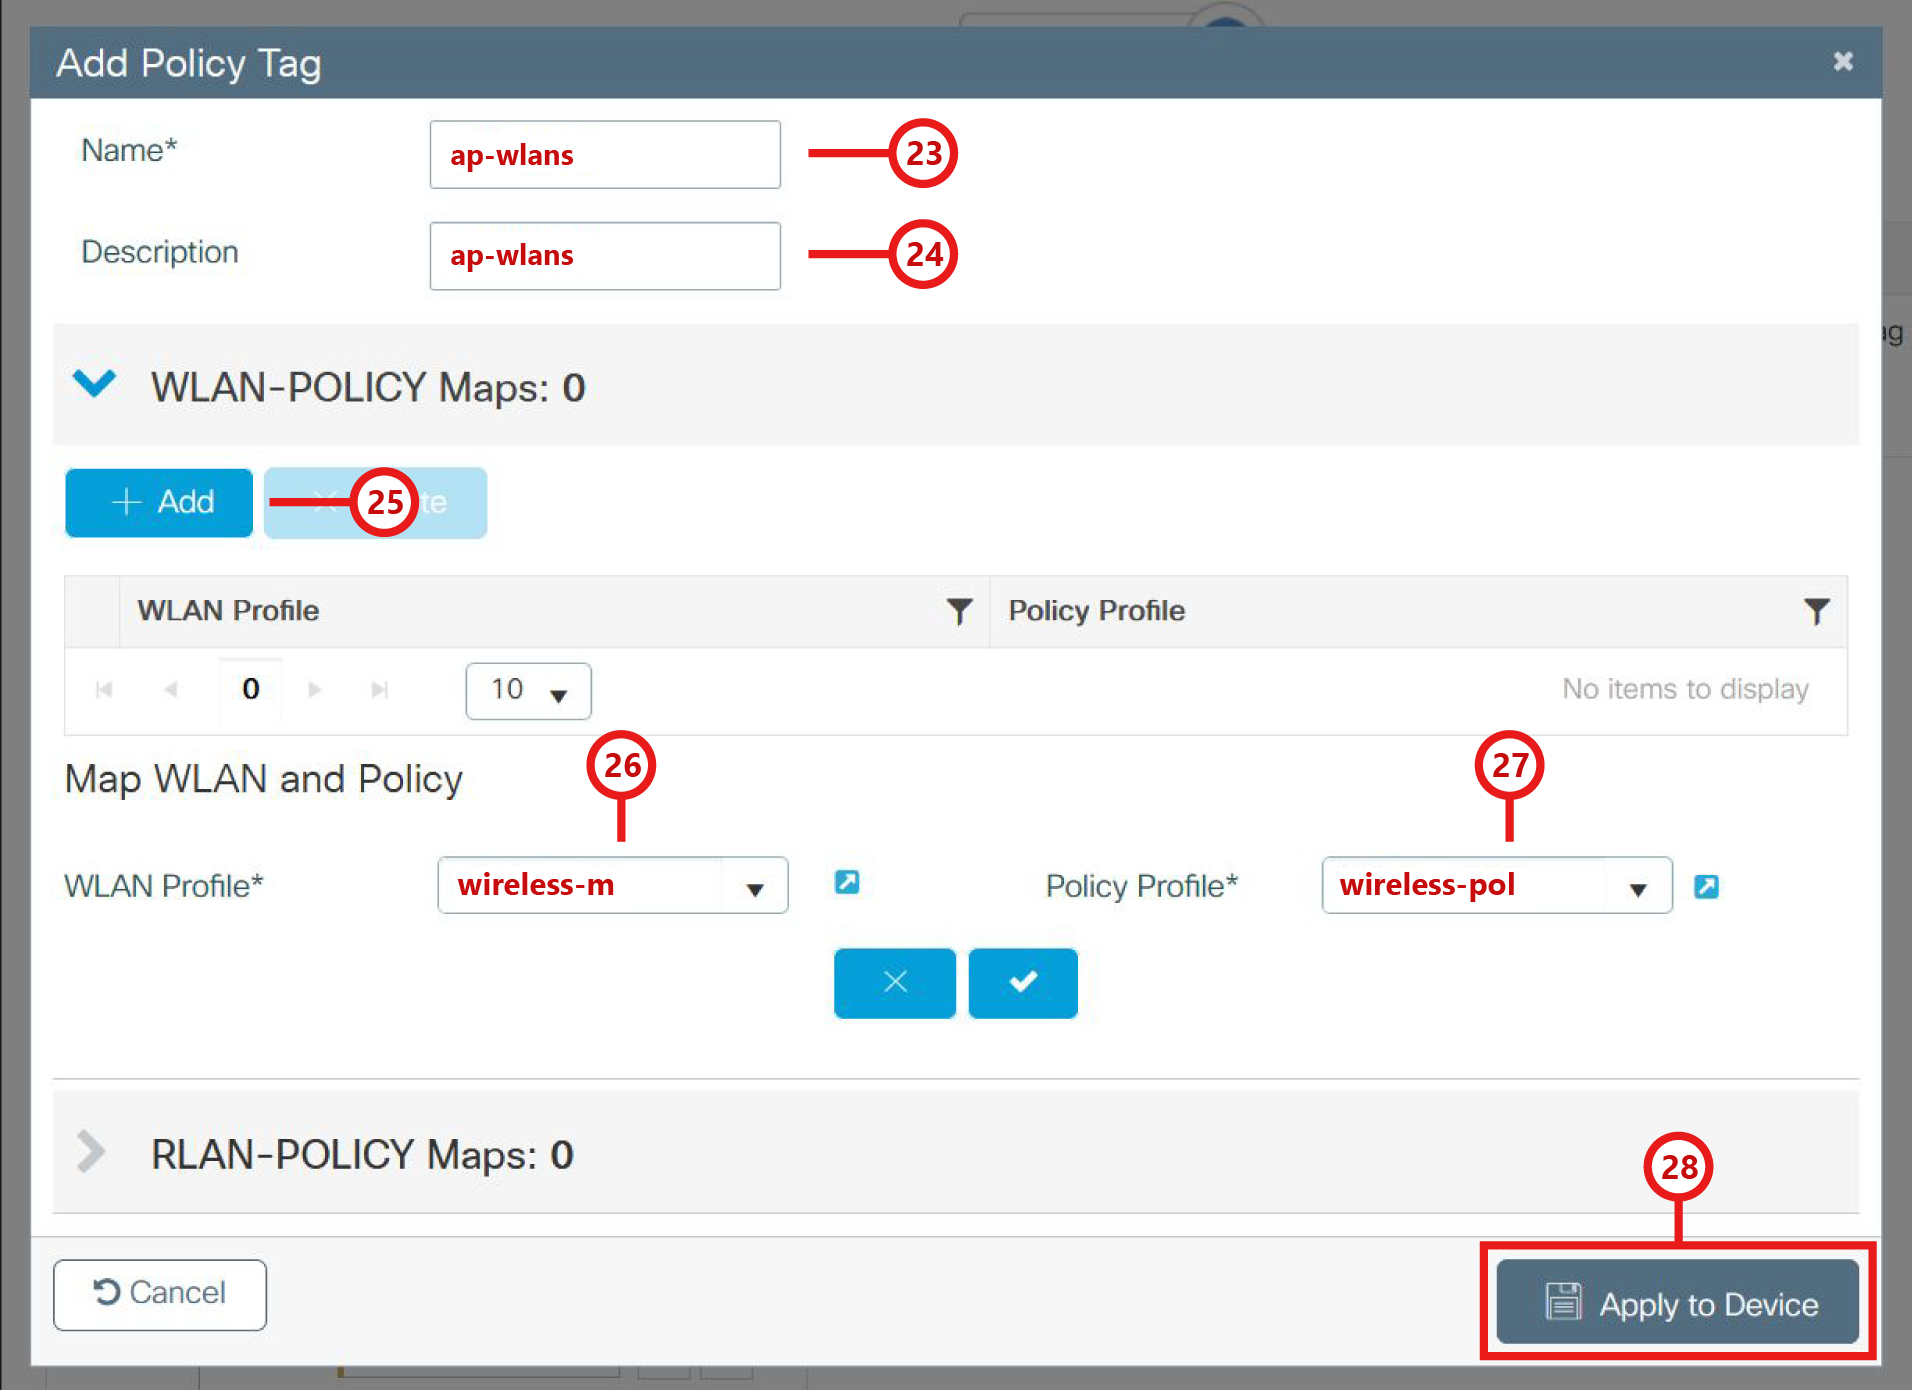 Add Policy Tag
Name*
ap-wlans
23
Description
ap-wlans
24
WLAN-POLICY Maps: 0
Add
25
WLAN Profile
Policy Profile
0
10
No items to display
Map WLAN and Policy
26
27
WLAN Profile*
wireless-m
Policy Profile*
wireless-pol
RLAN-POLICY Maps: 0
28
Cancel
Apply to Device